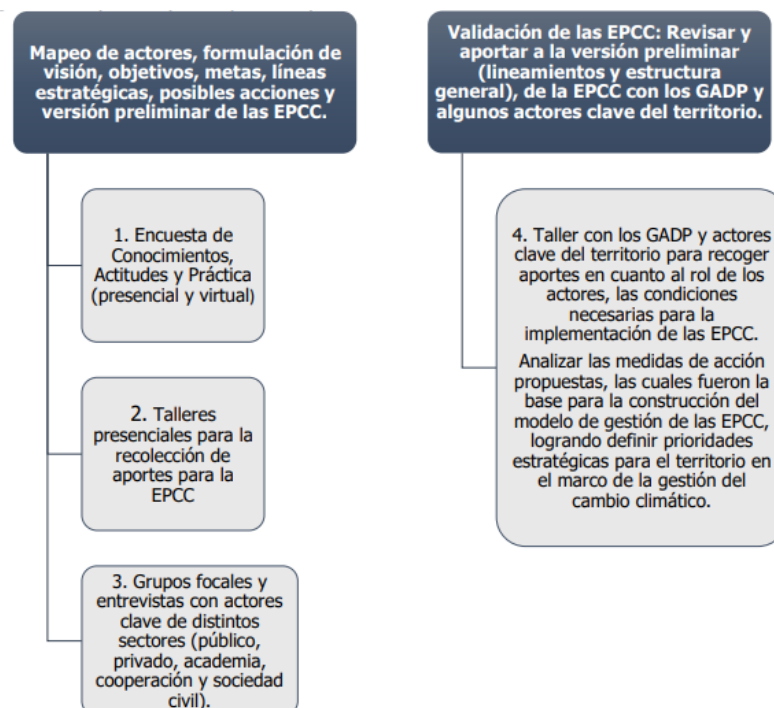 Mapeo de actores, formulación de
visión, objetivos, metas, líneas
estratégicas, posibles acciones y
versión preliminar de las EPCC.
1. Encuesta de
Conocimientos,
Actitudes y Práctica
(presencial y virtual)
2. Talleres
presenciales para la
recolección de
aportes para la
EPCC
3. Grupos focales y
entrevistas con actores
clave de distintos
sectores (público,
privado, academia,
cooperación y sociedad
civil).
Validación de las EPCC: Revisar y
aportar a la versión preliminar
(lineamientos y estructura
general), de la EPCC con los GADP y
algunos actores clave del territorio.
4. Taller con los GADP y actores
clave del territorio para recoger
aportes en cuanto al rol de los
actores, las condiciones
necesarias para la
implementación de las EPCC.
Analizar las medidas de acción
propuestas, las cuales fueron la
base para la construcción del
modelo de gestión de las EPCC,
logrando definir prioridades
estratégicas para el territorio en
el marco de la gestión del
cambio climático.